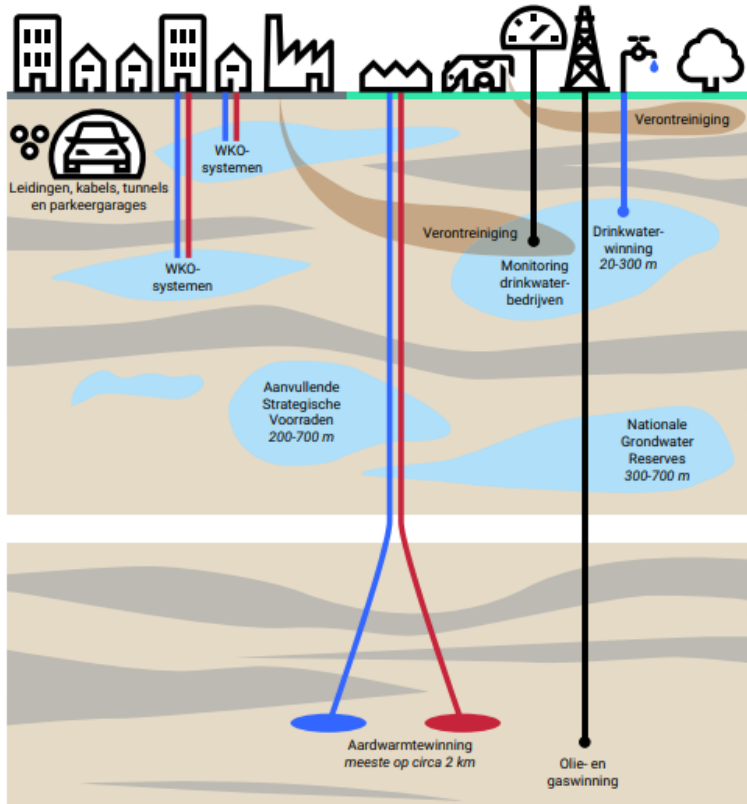 Verontreiniging
WKO-
systemen
Leidingen, kabels, tunnels
en parkeergarages
Verontreiniging
Drinkwater-
winning
20-300 m
WKO-
systemen
Monitoring
drinkwater-
bedrijven
Aanvullende
Strategische
Voorraden
200-700 m
Nationale
Grondwater
Reserves
300-700 m
Aardwarmtewinning
meeste op circa 2 km
Olie- en
gaswinning